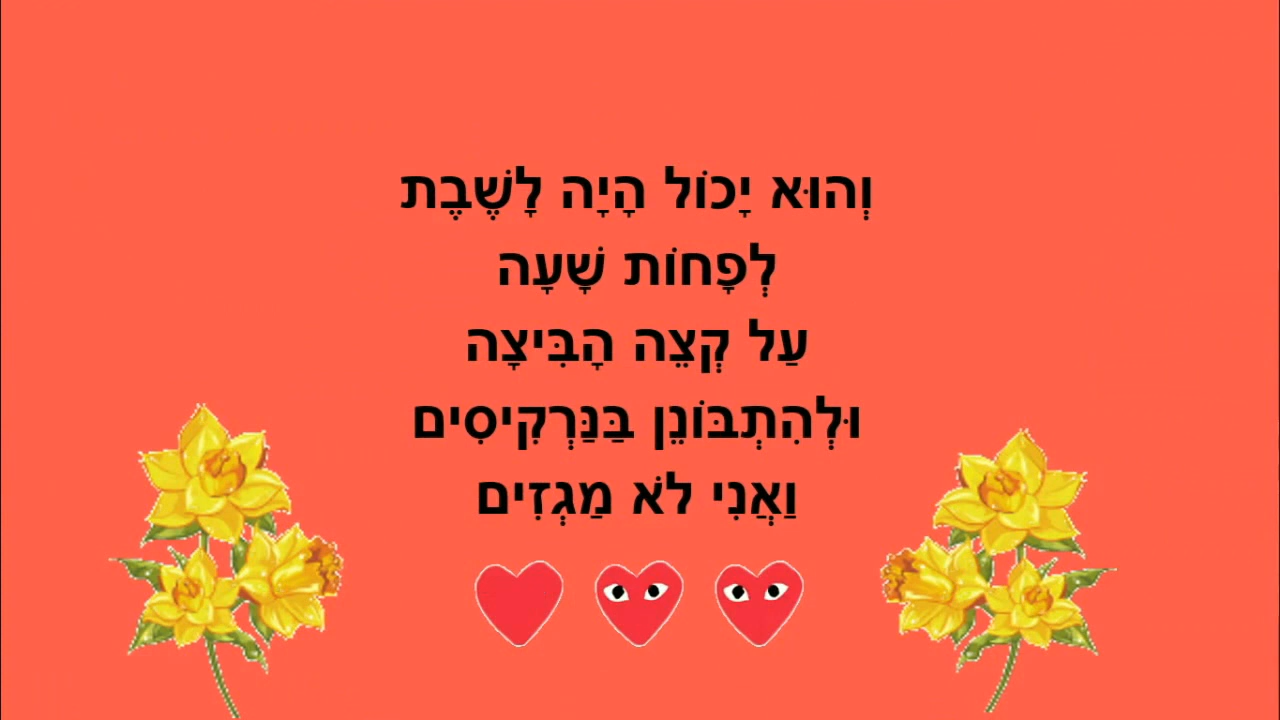 וְהוּא יָכוֹל הָיָה לָשֶׁבֶת
לְפָחוֹת שָׁעָה
עַל קְצֵה הָבִּיצָה
וּלְהִתְבּוֹנֵן בַּנַּרְקִיסִים
וַאֲנִי לֹא מַגְזִים